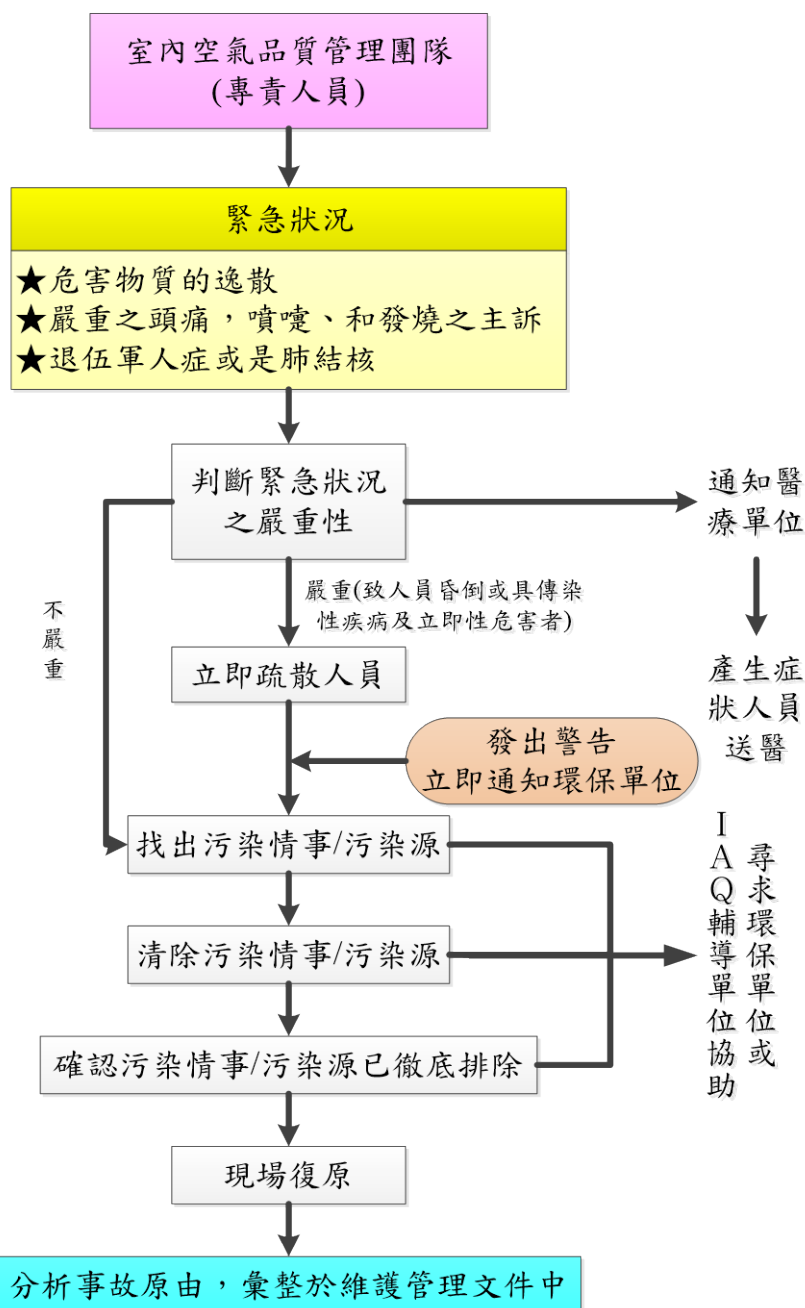 室內空氣品質管理團隊
(專責人員)
緊急狀況
★危害物質的逸散
★嚴重之頭痛，噴嚏、和發燒之主訴
★退伍軍人症或是肺結核
判斷緊急狀況
之嚴重性
通知醫
療單位
不嚴重
嚴重(致人員昏倒或具傳染
性疾病及立即性危害者)
立即疏散人員
產生症
狀人員
送醫
發出警告
立即通知環保單位
找出污染情事/污染源
尋求環保單位或
IAQ輔導單位協助
清除污染情事/污染源
確認污染情事/污染源已徹底排除
現場復原
分析事故原由，彙整於維護管理文件中